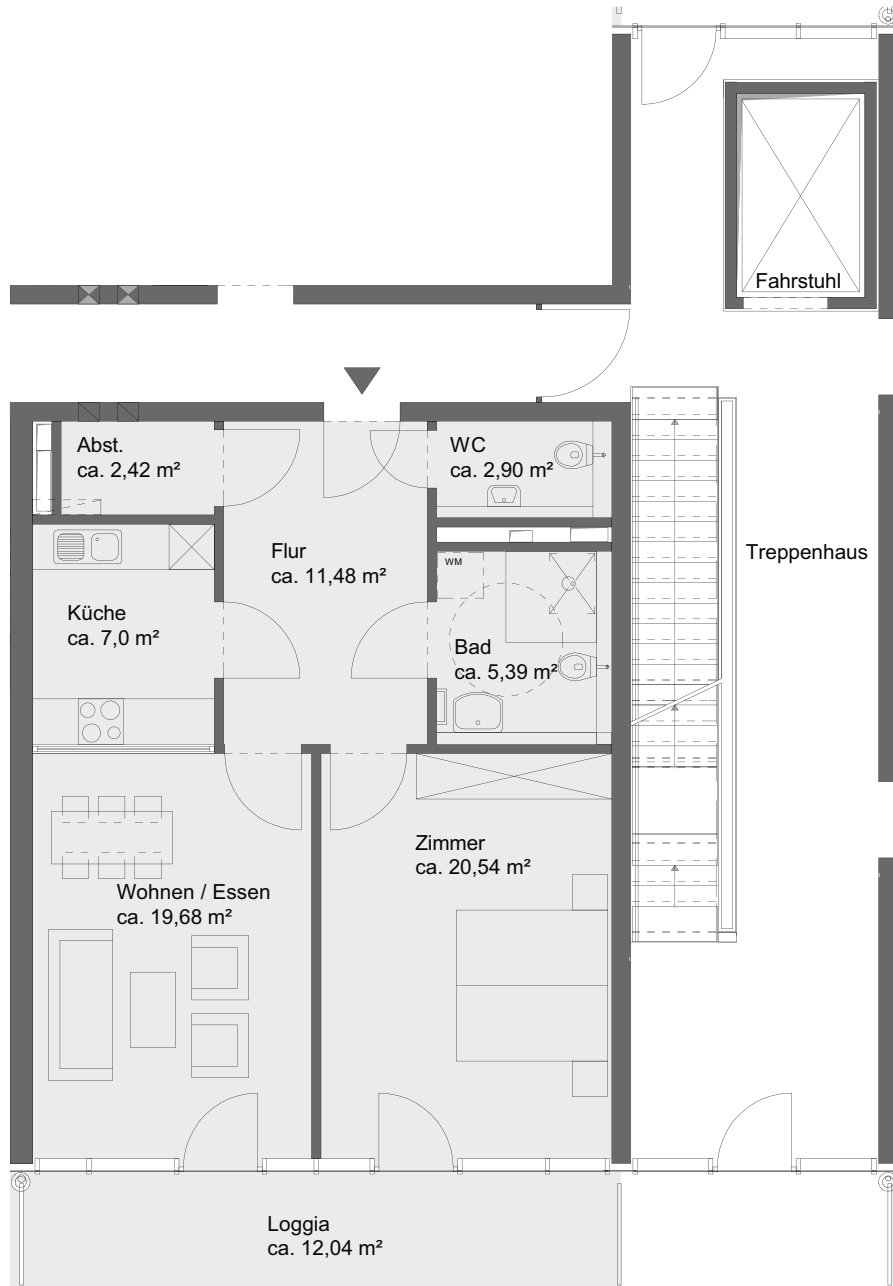 Fahrstuhl
Abst.
ca. 2,42 m²
WC
ca. 2,90 m²
Flur
ca. 11,48 m²
Treppenhaus
WM
Küche
ca. 7,0 m²
Bad
ca. 5,39 m²
Zimmer
ca. 20,54 m²
Wohnen / Essen
ca. 19,68 m²
Loggia
ca. 12,04 m²